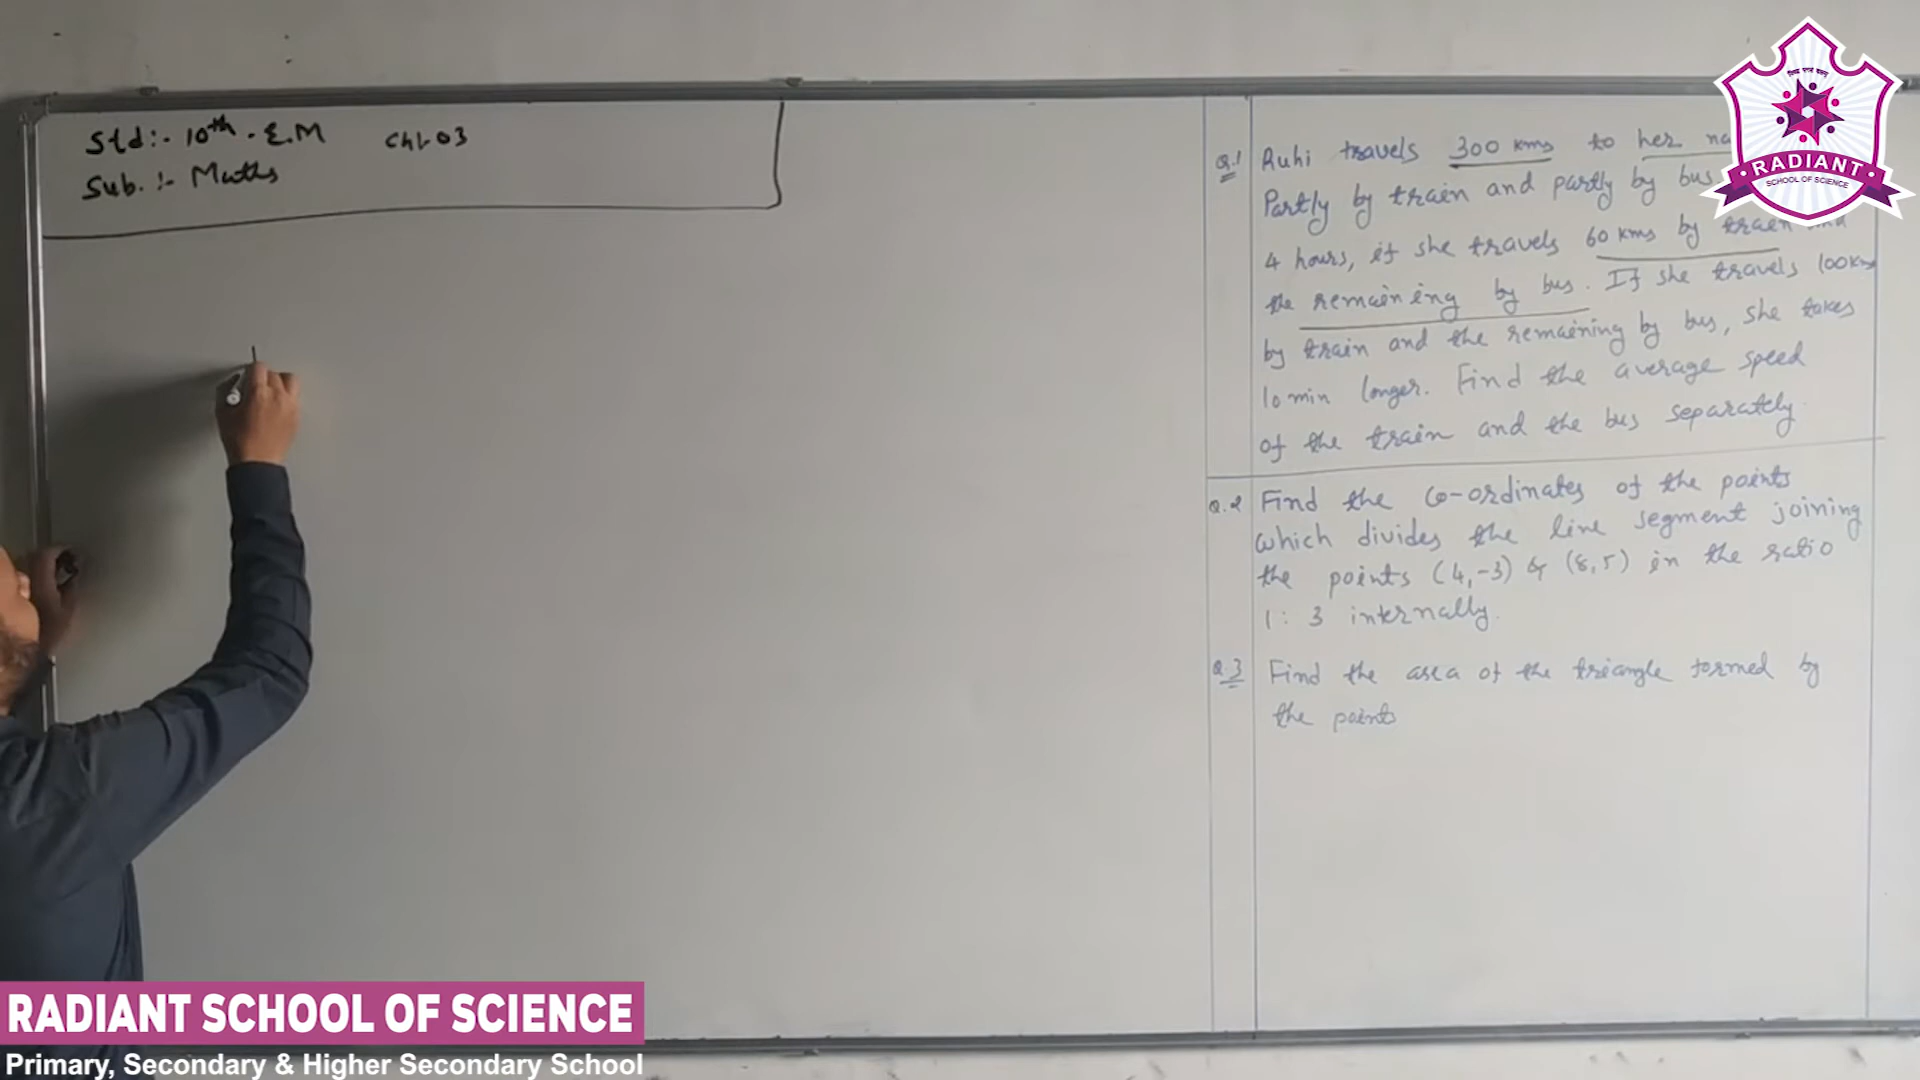 Std :- 10th - E.M Ch:-03
Sub. :- Maths
Q.1 Ruhi travels 300 kms to her
Partly by train and partly by bus.
4 hours, if she travels 60 kms by train and
the remaining by bus. If she travels 100km
by train and the remaining by bus, she takes
10 min longer. Find the average speed
of the train and the bus separately.
Q.2 Find the co-ordinates of the points
which divides the line segment joining
the points (4,-3) & (8,5) in the ratio
1 : 3 internally.
Q.3 Find the area of the triangle formed by
the points
RADIANT
SCHOOL OF SCIENCE
RADIANT SCHOOL OF SCIENCE
Primary, Secondary & Higher Secondary School